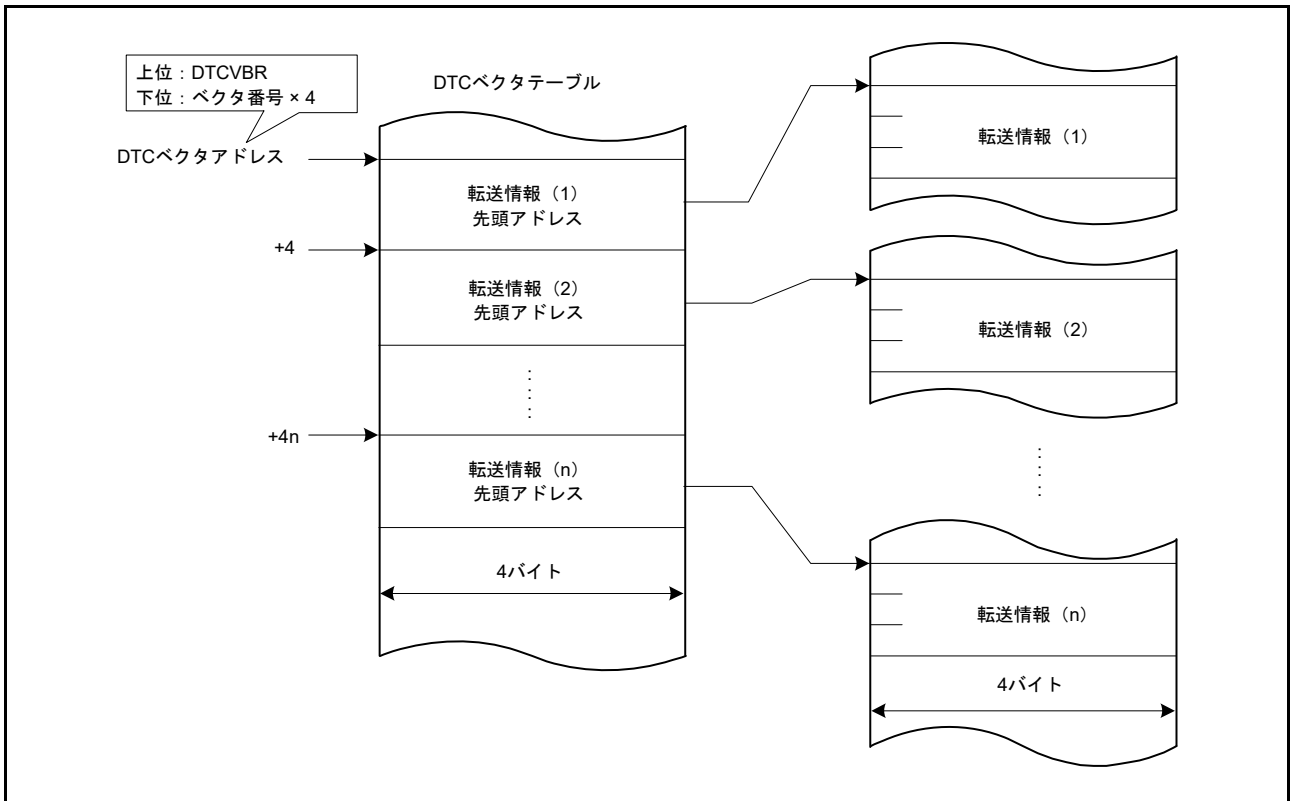 上位：DTCVBR
下位：ベクタ番号 × 4
DTCベクタテーブル
DTCベクタアドレス
転送情報（1）
先頭アドレス
+4
転送情報（2）
先頭アドレス
+4n
転送情報（n）
先頭アドレス
4バイト
転送情報（1）
転送情報（2）
転送情報（n）
4バイト